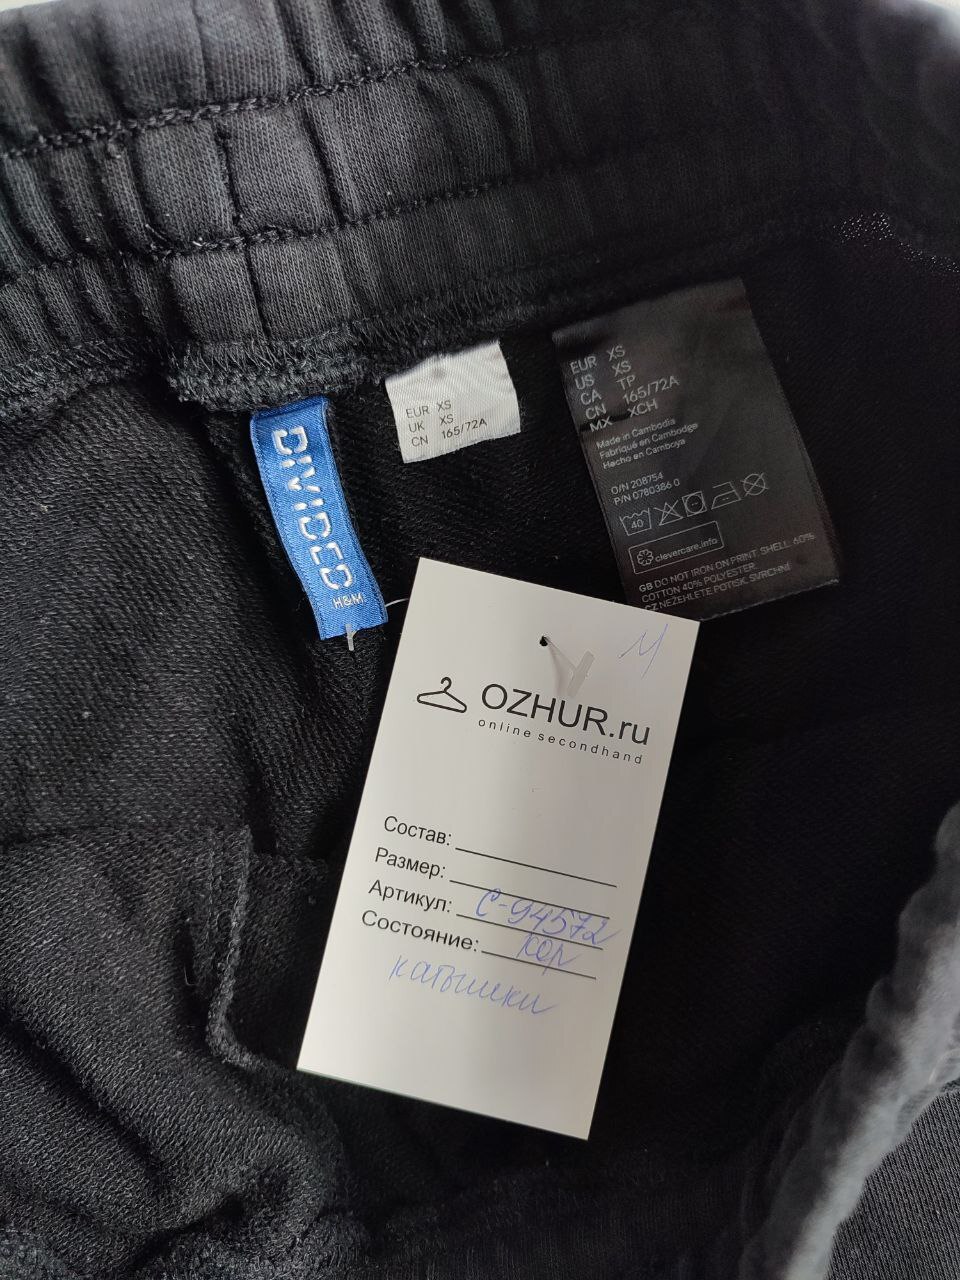 DIVIDED
H&M
EUR XS
UK XS
CN 165/72A
EUR XS
US XS
CA TP
CN 165/72A
MX XCH
Made in Cambodia
Fabriqué en Cambodge
Hecho en Camboya
O/N 208754
P/N 0780386 0
40
clevercare.info
GB DO NOT IRON ON PRINT. SHELL: 60%
COTTON 40% POLYESTER.
CZ NEŽEHLETE POTISK. SVRCHNÍ
M
OZHUR.ru
online secondhand
Состав:
Размер:
Артикул: С-94572
Состояние: хор
катышки